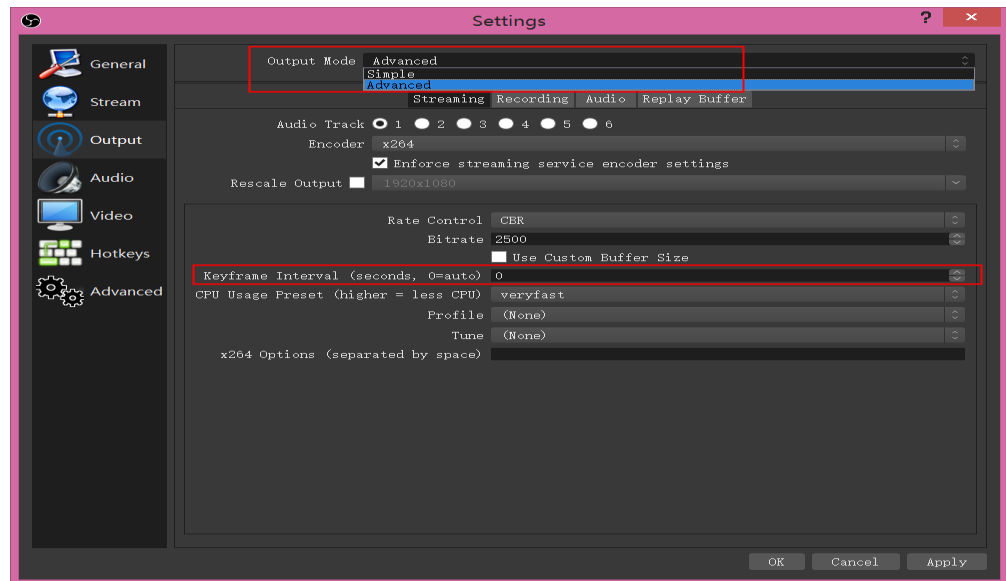 Settings
?
×
General
Stream
Output
Audio
Video
Hotkeys
Advanced
Output Mode Advanced
Simple
Advanced
Streaming Recording Audio Replay Buffer
Audio Track 1 2 3 4 5 6
Encoder x264
Enforce streaming service encoder settings
Rescale Output 1920x1080
Rate Control CBR
Bitrate 2500
Use Custom Buffer Size
Keyframe Interval (seconds, 0=auto) 0
CPU Usage Preset (higher = less CPU) veryfast
Profile (None)
Tune (None)
x264 Options (separated by space)
OK Cancel Apply